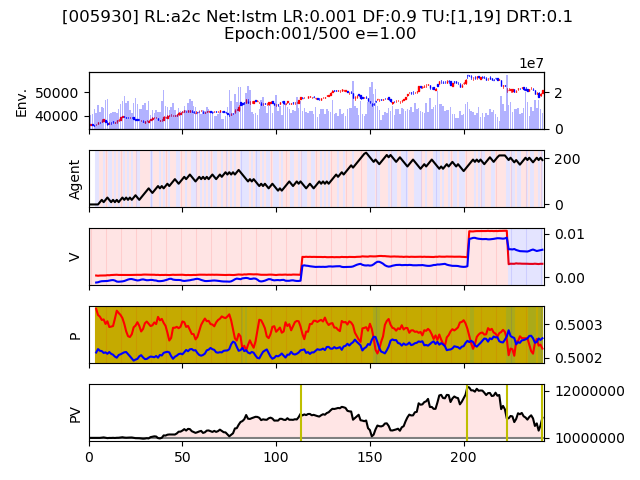 [005930] RL:a2c Net:lstm LR:0.001 DF:0.9 TU:[1,19] DRT:0.1
Epoch:001/500 e=1.00
1e7
Env.
50000
40000
2
0
Agent
200
0
V
0.01
0.00
P
0.5003
0.5002
PV
12000000
10000000
0 50 100 150 200